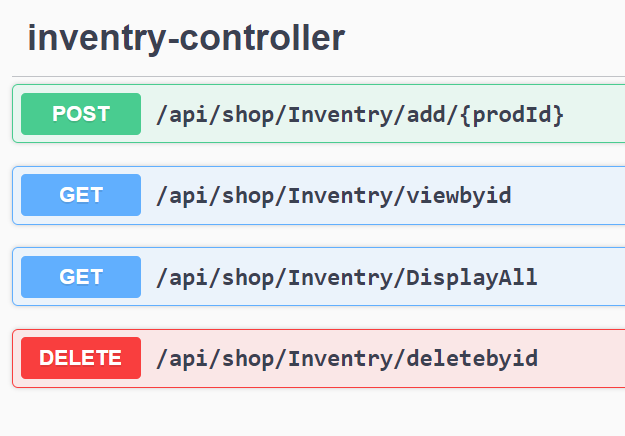 inventry-controller
POST /api/shop/Inventry/add/{prodId}
GET /api/shop/Inventry/viewbyid
GET /api/shop/Inventry/DisplayAll
DELETE /api/shop/Inventry/deletebyid